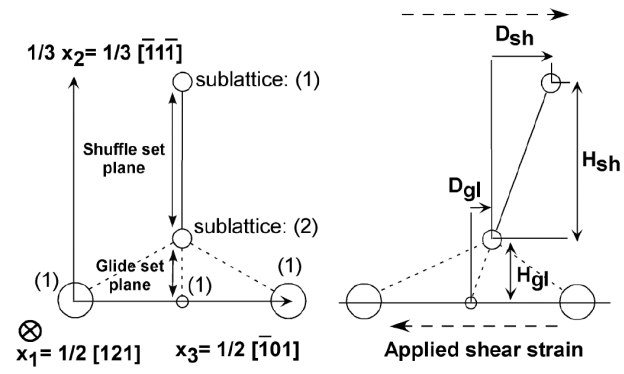 1/3 x₂= 1/3 [1̅11̅]
sublattice: (1)
Shuffle set
plane
sublattice: (2)
Glide set
plane
(1)
(1)
(1)
x₁= 1/2 [121]
x₃= 1/2 [1̅01]
Dsh
Hsh
Dgl
Hgl
Applied shear strain